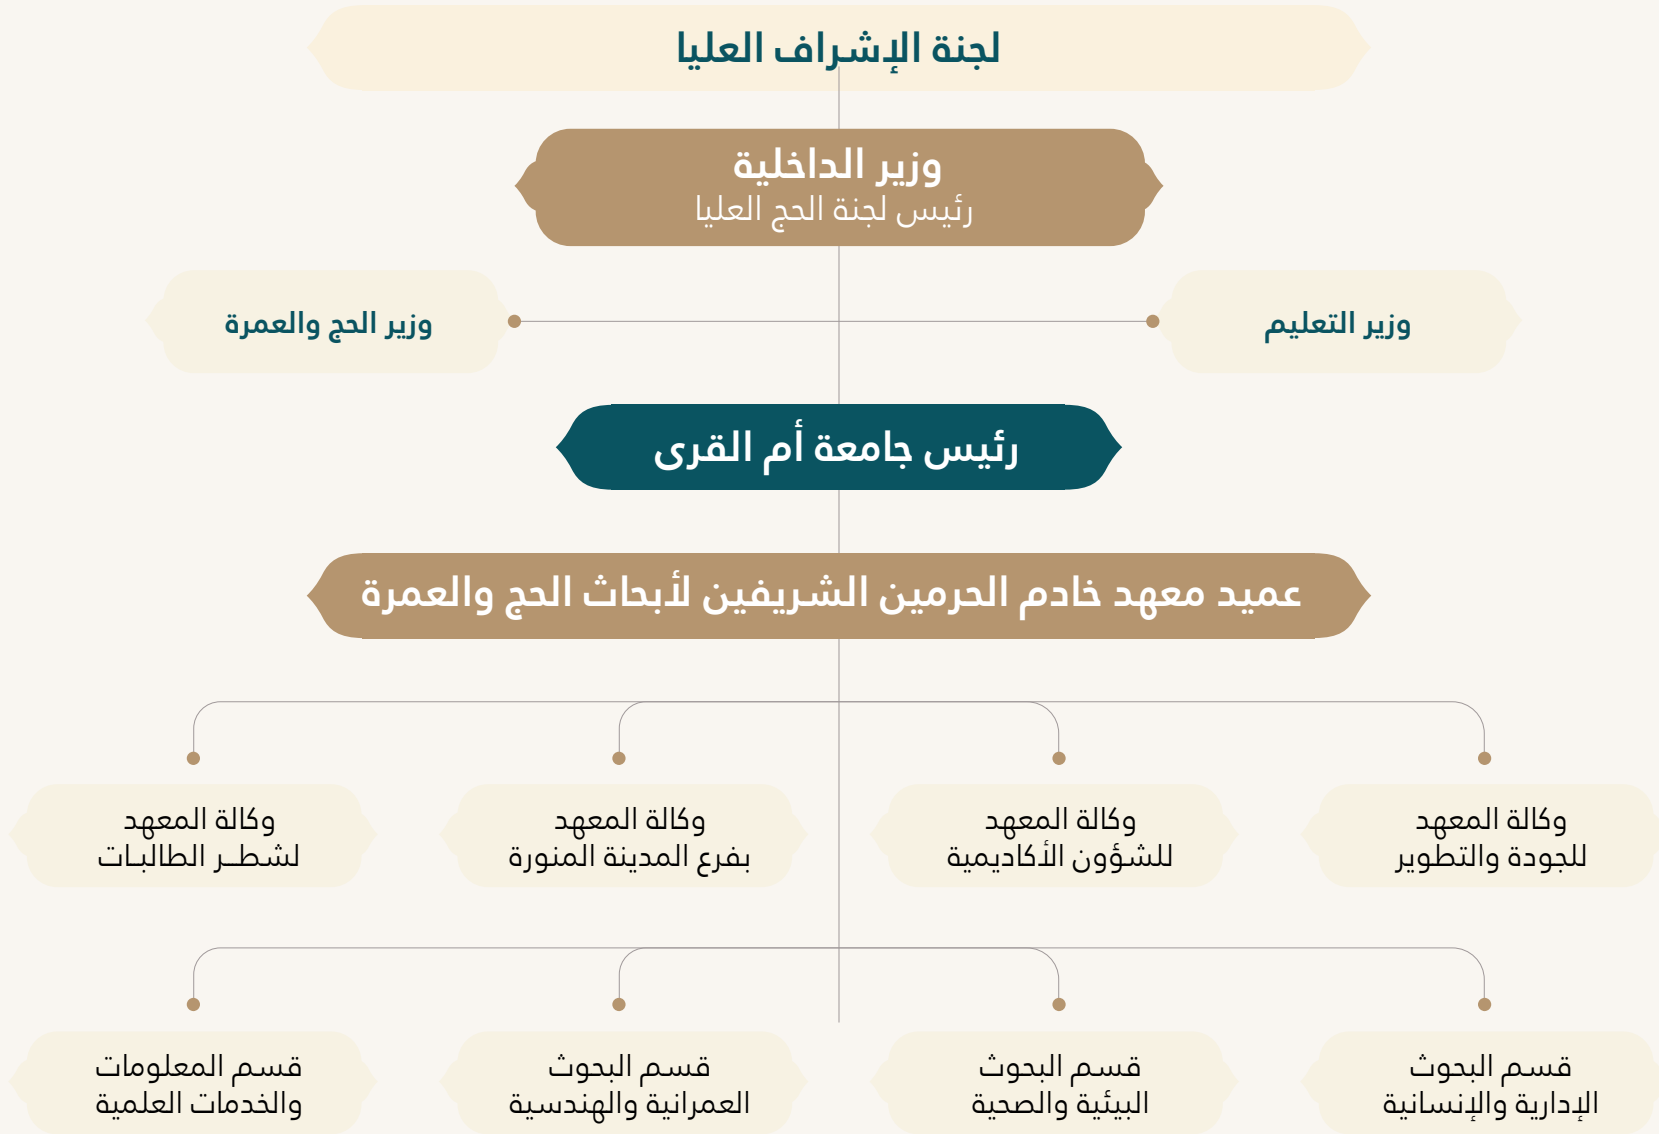 لجنة الإشراف العليا
وزير الداخلية
رئيس لجنة الحج العليا
وزير التعليم
وزير الحج والعمرة
رئيس جامعة أم القرى
عميد معهد خادم الحرمين الشريفين لأبحاث الحج والعمرة
وكالة المعهد
للجودة والتطوير
وكالة المعهد
للشؤون الأكاديمية
وكالة المعهد
بفرع المدينة المنورة
وكالة المعهد
لشطــر الطالبـات
قسم البحوث
الإدارية والإنسانية
قسم البحوث
البيئية والصحية
قسم البحوث
العمرانية والهندسية
قسم المعلومات
والخدمات العلمية